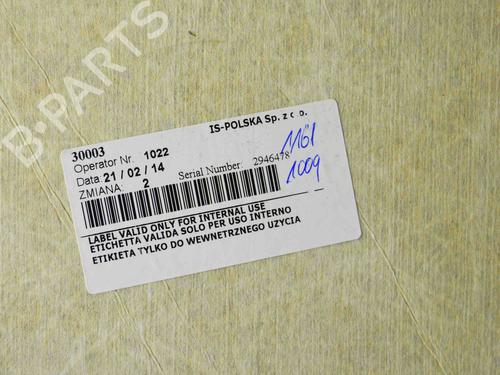 B-PARTS
30003
IS-POLSKA Sp. z o.o.
Operator Nr. 1022
Data: 21 / 02 / 14
ZMIANA: 2
Serial Number: 2946478
1161
1009
LABEL VALID ONLY FOR INTERNAL USE
ETICHETTA VALIDA SOLO PER USO INTERNO
ETIKIETA TYLKO DO WEWNETRZNEGO UZYCIA